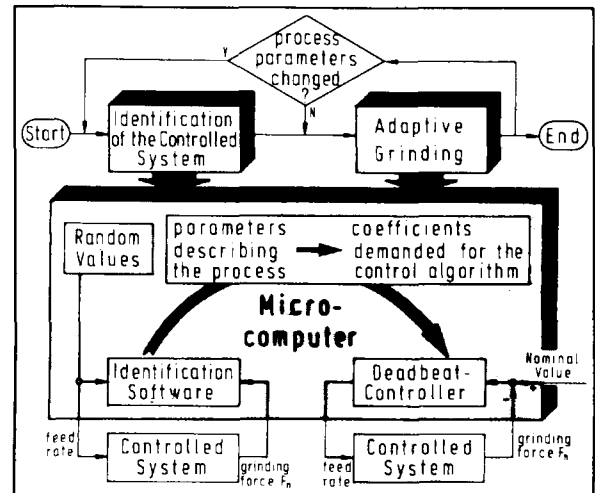 process
parameters
changed
?
Y
N
Start
Identification
of the Controlled
System
Adaptive
Grinding
End
Random
Values
parameters
describing
the process
coefficients
demanded for the
control algorithm
Micro-
computer
Identification
Software
Deadbeat-
Controller
Nominal
Value
+
-
feed
rate
Controlled
System
grinding
force Fn
feed
rate
Controlled
System
grinding
force Fn